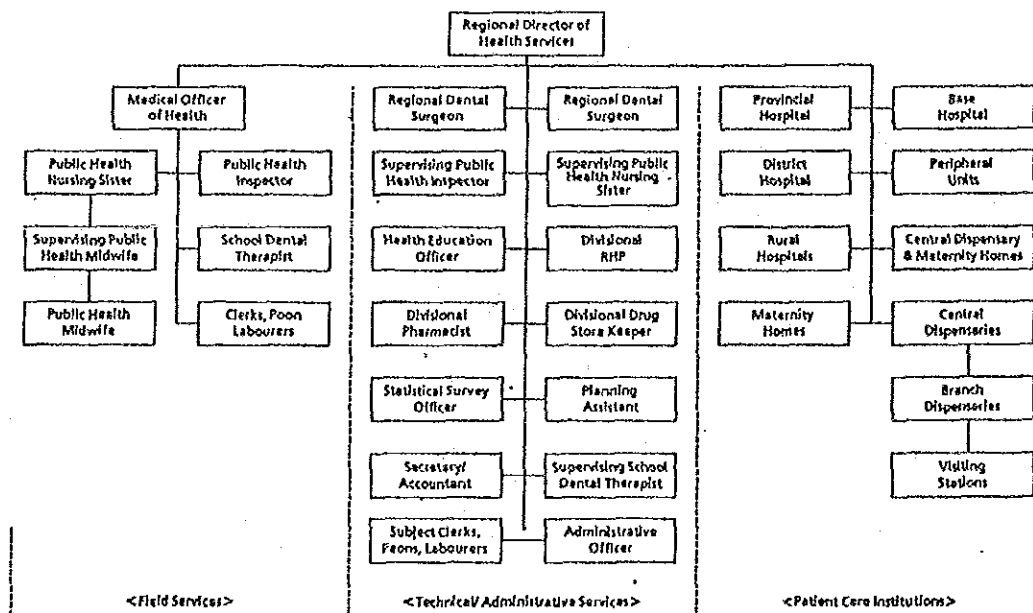 Regional Director of
Health Services
Medical Officer
of Health
Public Health
Nursing Sister
Public Health
Inspector
Supervising Public
Health Midwife
School Dental
Therapist
Public Health
Midwife
Clerks, Poon
Labourers
<Field Services>
Regional Dental
Surgeon
Regional Dental
Surgeon
Supervising Public
Health Inspector
Supervising Public
Health Nursing
Sister
Health Education
Officer
Divisional
RHP
Divisional
Pharmacist
Divisional Drug
Store Keeper
Statistical Survey
Officer
Planning
Assistant
Secretary/
Accountant
Supervising School
Dental Therapist
Subject Clerks,
Peons, Labourers
Administrative
Officer
<Technical/Administrative Services>
Provincial
Hospital
Base
Hospital
District
Hospital
Peripheral
Units
Rural
Hospitals
Central Dispensary
& Maternity Homes
Maternity
Homes
Central
Dispensaries
Branch
Dispensaries
Visiting
Stations
<Patient Care Institutions>